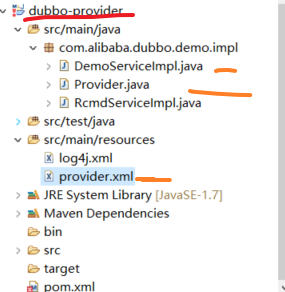 dubbo-provider
src/main/java
com.alibaba.dubbo.demo.impl
DemoServiceImpl.java
Provider.java
RcmdServiceImpl.java
src/test/java
src/main/resources
log4j.xml
provider.xml
JRE System Library [JavaSE-1.7]
Maven Dependencies
bin
src
target
pom.xml